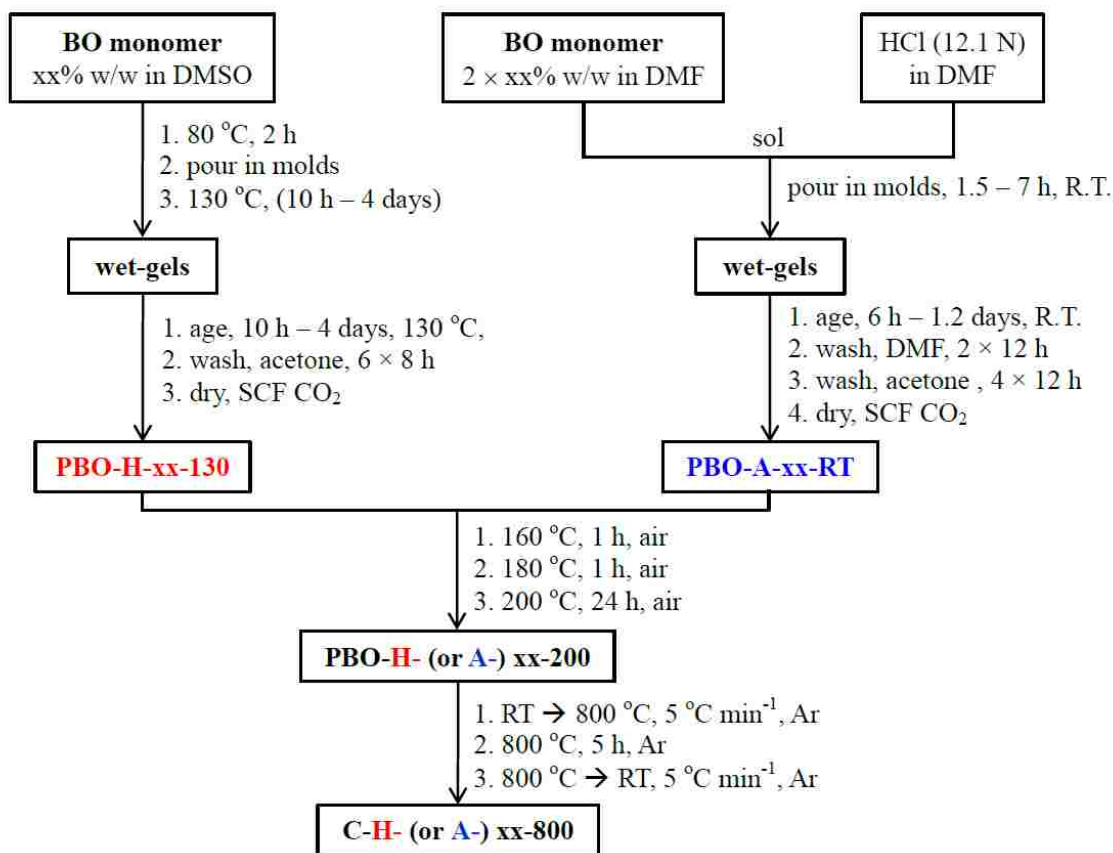 BO monomer
xx% w/w in DMSO
BO monomer
2 × xx% w/w in DMF
HCl (12.1 N)
in DMF
1. 80 °C, 2 h
2. pour in molds
3. 130 °C, (10 h – 4 days)
sol
pour in molds, 1.5 – 7 h, R.T.
wet-gels
wet-gels
1. age, 10 h – 4 days, 130 °C,
2. wash, acetone, 6 × 8 h
3. dry, SCF CO₂
1. age, 6 h – 1.2 days, R.T.
2. wash, DMF, 2 × 12 h
3. wash, acetone , 4 × 12 h
4. dry, SCF CO₂
PBO-H-xx-130
PBO-A-xx-RT
1. 160 °C, 1 h, air
2. 180 °C, 1 h, air
3. 200 °C, 24 h, air
PBO-H- (or A-) xx-200
1. RT → 800 °C, 5 °C min⁻¹, Ar
2. 800 °C, 5 h, Ar
3. 800 °C → RT, 5 °C min⁻¹, Ar
C-H- (or A-) xx-800